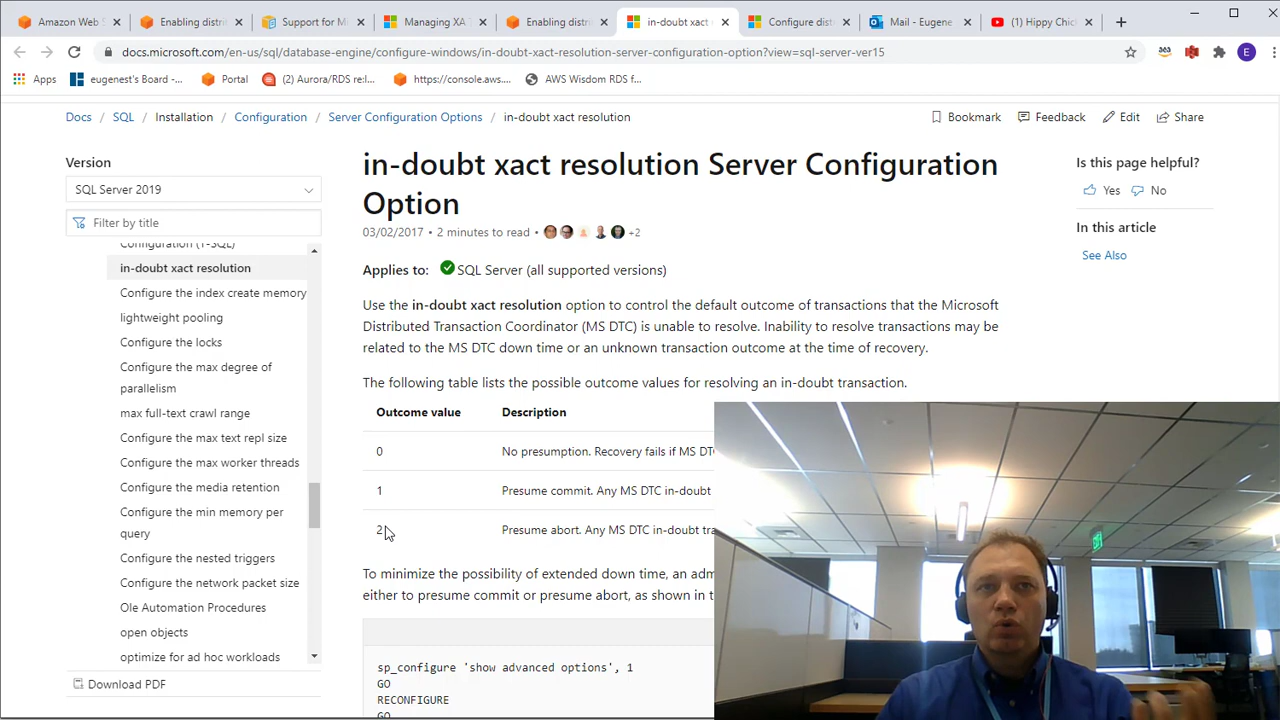 Amazon Web S
Enabling distri
Support for Mi
Managing XA T
Enabling distri
in-doubt xact
Configure dist
Mail - Eugene
(1) Hippy Chic
docs.microsoft.com/en-us/sql/database-engine/configure-windows/in-doubt-xact-resolution-server-configuration-option?view=sql-server-ver15
E
Apps
eugenest's Board -
Portal
(2) Aurora/RDS re:I...
https://console.aws...
AWS Wisdom RDS f...
Docs / SQL / Installation / Configuration / Server Configuration Options / in-doubt xact resolution
Bookmark
Feedback
Edit
Share
Version
SQL Server 2019
Filter by title
Configuration (T-SQL)
in-doubt xact resolution
Configure the index create memory
lightweight pooling
Configure the locks
Configure the max degree of
parallelism
max full-text crawl range
Configure the max text repl size
Configure the max worker threads
Configure the media retention
Configure the min memory per
query
Configure the nested triggers
Configure the network packet size
Ole Automation Procedures
open objects
optimize for ad hoc workloads
Download PDF
in-doubt xact resolution Server Configuration
Option
03/02/2017 • 2 minutes to read •
+2
Applies to: SQL Server (all supported versions)
Use the in-doubt xact resolution option to control the default outcome of transactions that the Microsoft
Distributed Transaction Coordinator (MS DTC) is unable to resolve. Inability to resolve transactions may be
related to the MS DTC down time or an unknown transaction outcome at the time of recovery.
The following table lists the possible outcome values for resolving an in-doubt transaction.
Outcome value Description
0 No presumption. Recovery fails if MS DT
1 Presume commit. Any MS DTC in-doubt
2 Presume abort. Any MS DTC in-doubt tra
To minimize the possibility of extended down time, an adm
either to presume commit or presume abort, as shown in t
sp_configure 'show advanced options', 1
GO
RECONFIGURE
GO
Is this page helpful?
Yes
No
In this article
See Also